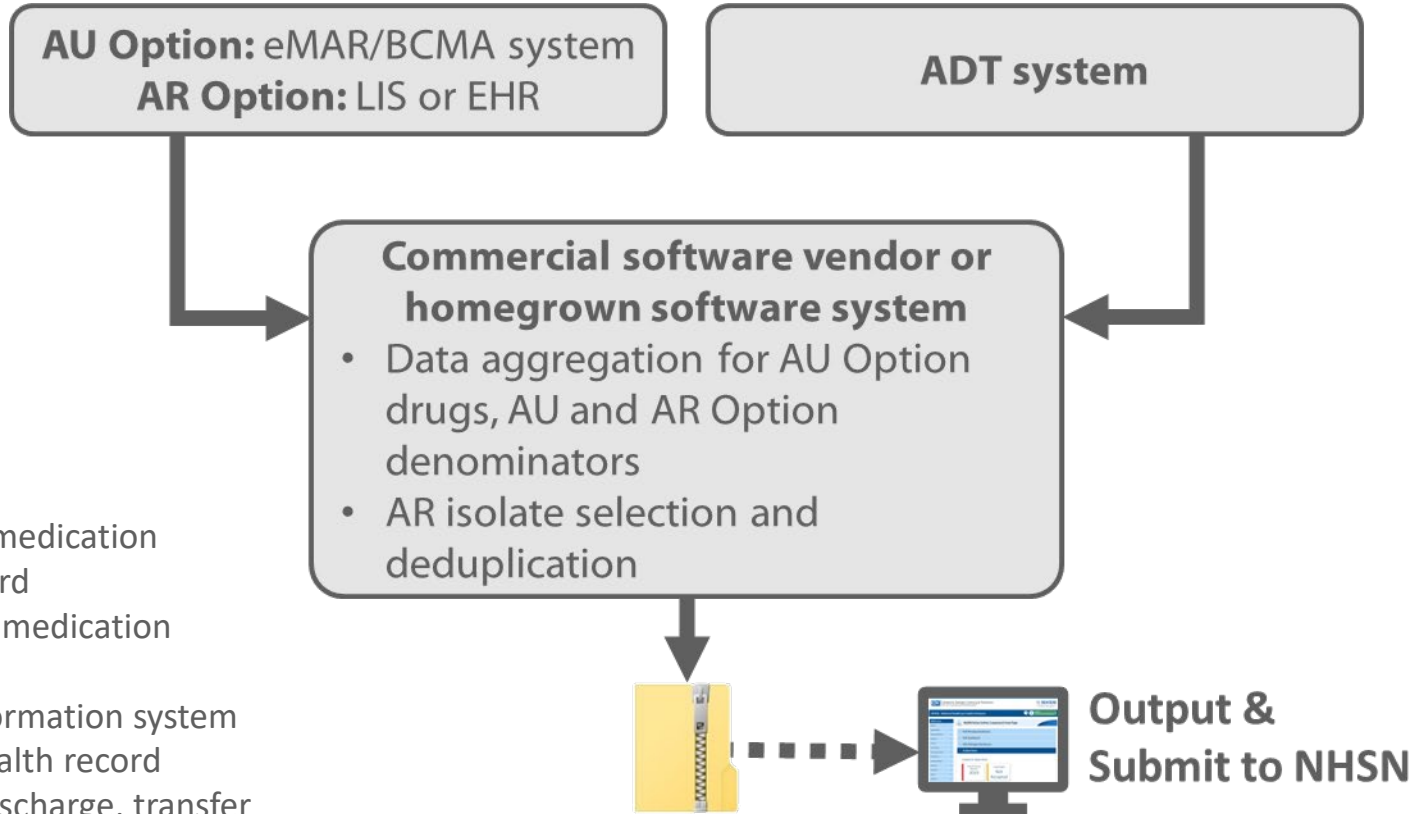 AU Option: eMAR/BCMA system
AR Option: LIS or EHR
ADT system
Commercial software vendor or
homegrown software system
• Data aggregation for AU Option
drugs, AU and AR Option
denominators
• AR isolate selection and
deduplication
medication
rd
medication
ormation system
alth record
scharge, transfer
Output &
Submit to NHSN